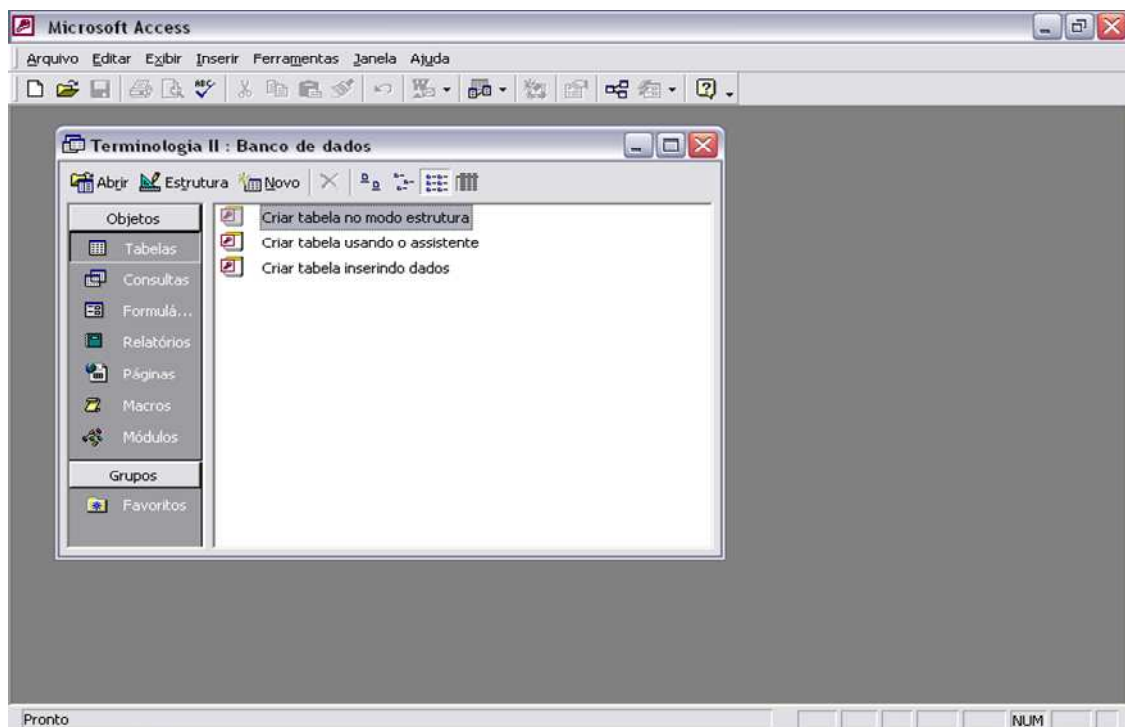 Microsoft Access
Arquivo Editar Exibir Inserir Ferramentas Janela Ajuda
ABC
Terminologia II : Banco de dados
Abrir Estrutura Novo
Objetos
Tabelas
Consultas
Formulá...
Relatórios
Páginas
Macros
Módulos
Grupos
Favoritos
Criar tabela no modo estrutura
Criar tabela usando o assistente
Criar tabela inserindo dados
Pronto
NUM